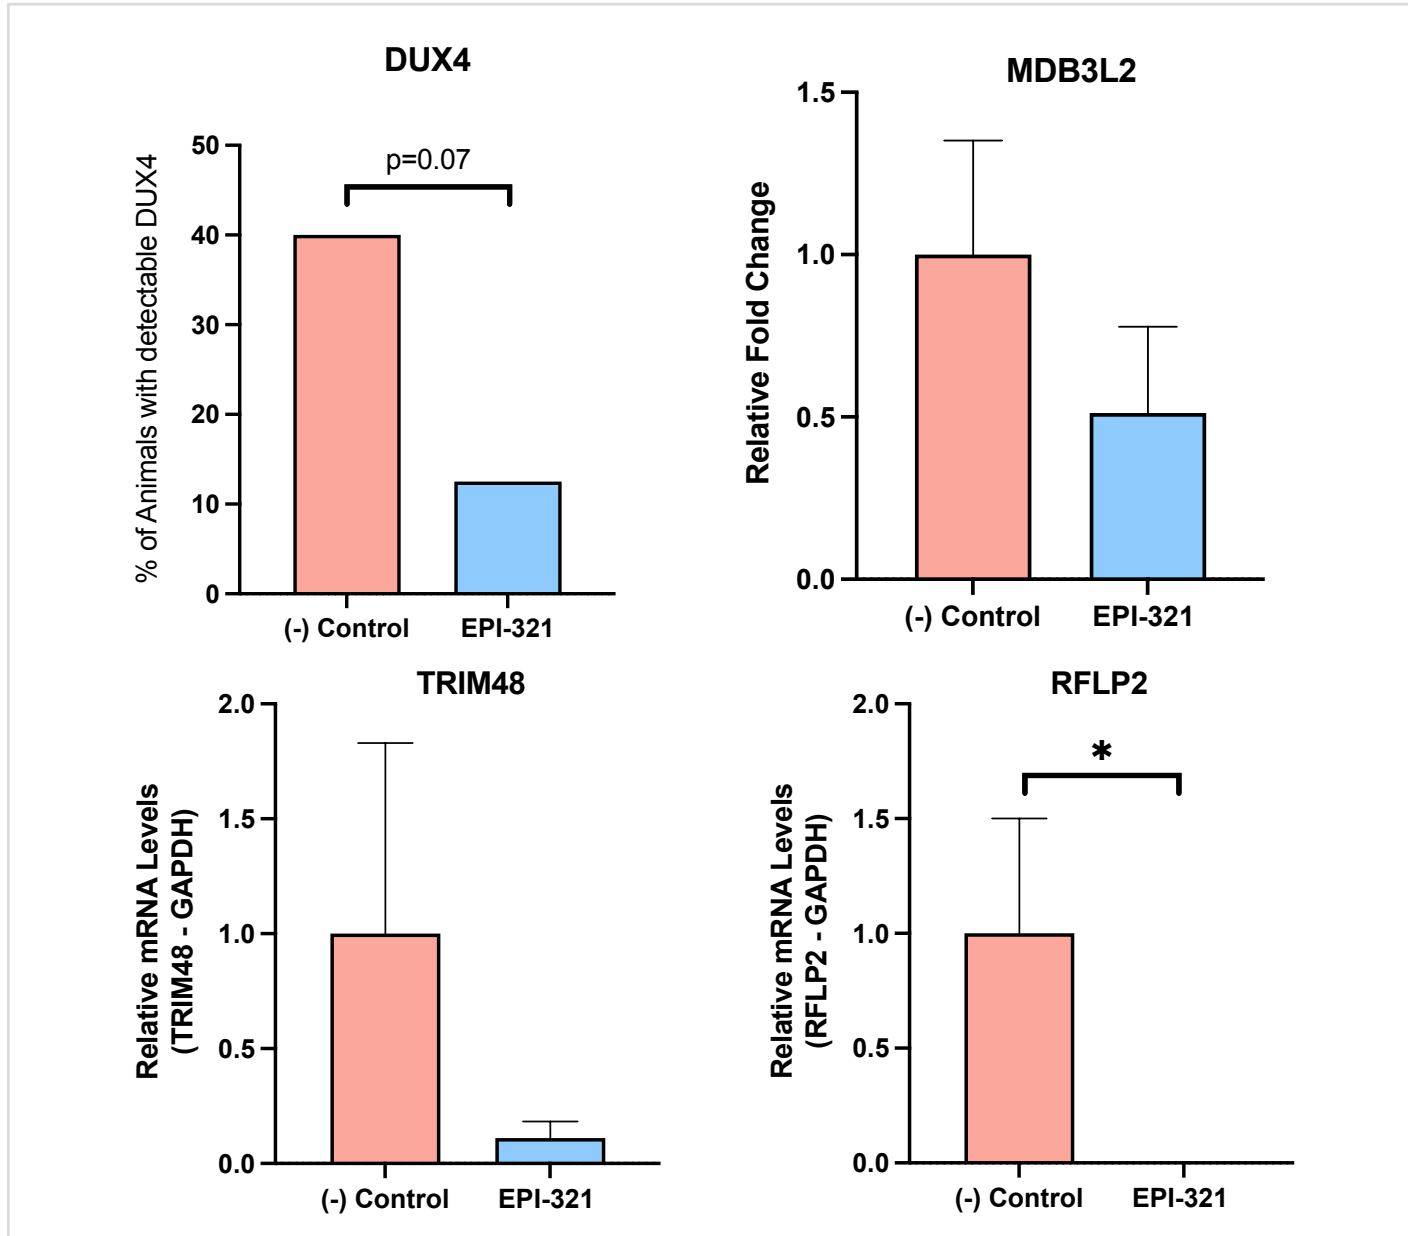 DUX4
% of Animals with detectable DUX4
50
40
30
20
10
0
p=0.07
(-) Control
EPI-321
MDB3L2
Relative Fold Change
1.5
1.0
0.5
0.0
(-) Control
EPI-321
TRIM48
Relative mRNA Levels
(TRIM48 - GAPDH)
2.0
1.5
1.0
0.5
0.0
(-) Control
EPI-321
RFLP2
Relative mRNA Levels
(RFLP2 - GAPDH)
2.0
1.5
1.0
0.5
0.0
*
(-) Control
EPI-321